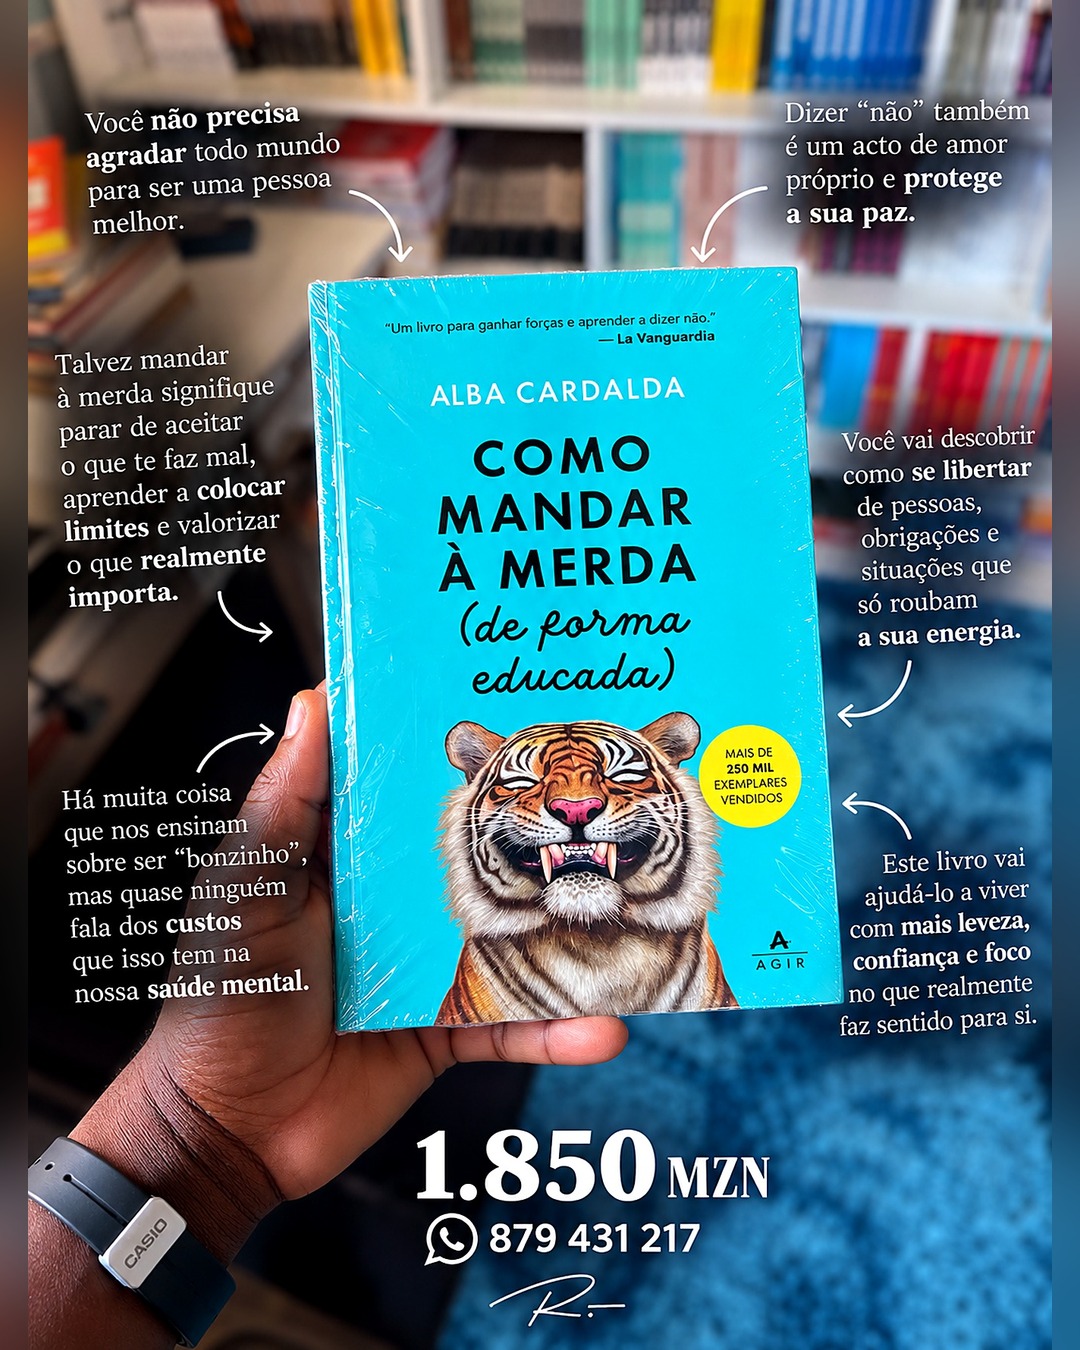 Você não precisa
agradar todo mundo
para ser uma pessoa
melhor.
Dizer “não” também
é um acto de amor
próprio e protege
a sua paz.
Talvez mandar
à merda signifique
parar de aceitar
o que te faz mal,
aprender a colocar
limites e valorizar
o que realmente
importa.
“Um livro para ganhar forças e aprender a dizer não.”
— La Vanguardia
ALBA CARDALDA
COMO
MANDAR
À MERDA
(de forma
educada)
MAIS DE
250 MIL
EXEMPLARES
VENDIDOS
A
AGIR
Você vai descobrir
como se libertar
de pessoas,
obrigações e
situações que
só roubam
a sua energia.
Há muita coisa
que nos ensinam
sobre ser “bonzinho”,
mas quase ninguém
fala dos custos
que isso tem na
nossa saúde mental.
Este livro vai
ajudá-lo a viver
com mais leveza,
confiança e foco
no que realmente
faz sentido para si.
CASIO
1.850 MZN
879 431 217
R.